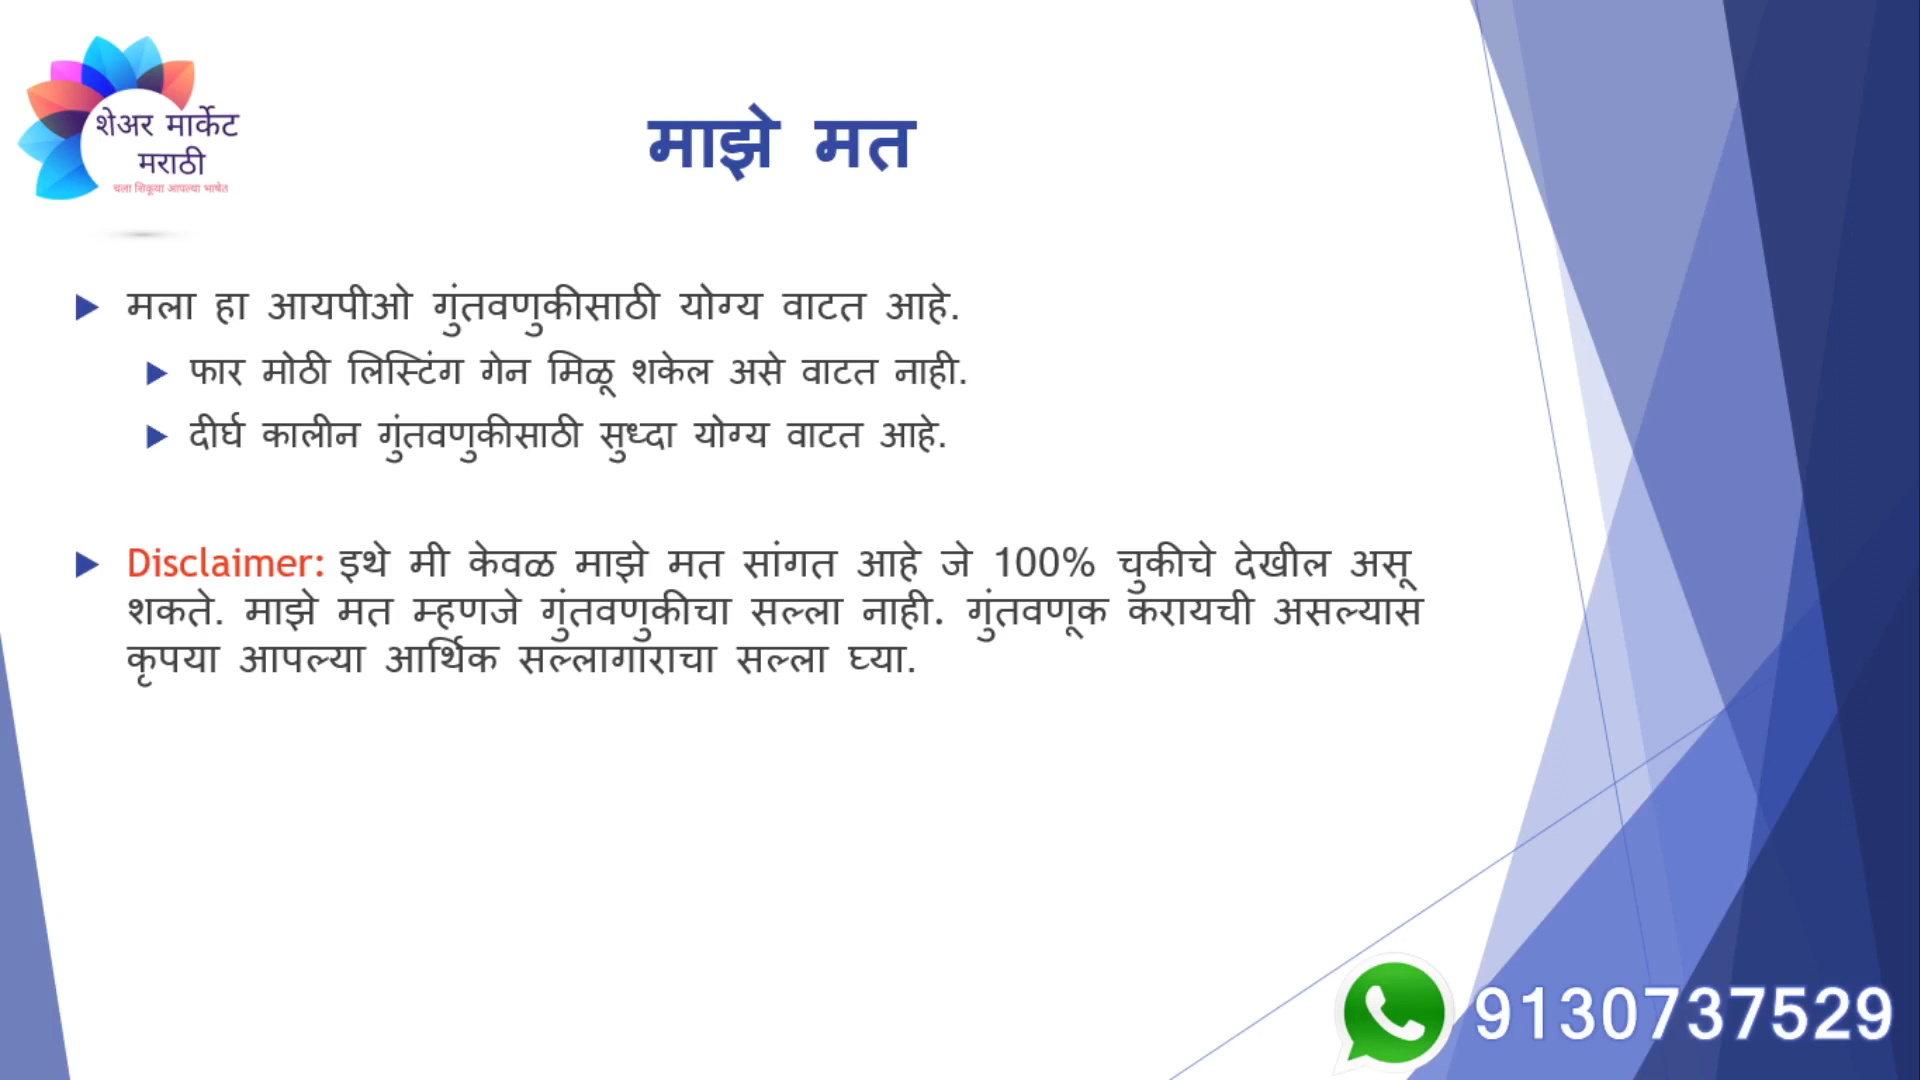 शेअर मार्केट
मराठी
चला शिकूया आपल्या भाषेत
माझे मत
मला हा आयपीओ गुंतवणुकीसाठी योग्य वाटत आहे.
फार मोठी लिस्टिंग गेन मिळू शकेल असे वाटत नाही.
दीर्घ कालीन गुंतवणुकीसाठी सुध्दा योग्य वाटत आहे.
Disclaimer: इथे मी केवळ माझे मत सांगत आहे जे 100% चुकीचे देखील असू
शकते. माझे मत म्हणजे गुंतवणुकीचा सल्ला नाही. गुंतवणूक करायची असल्यास
कृपया आपल्या आर्थिक सल्लागाराचा सल्ला घ्या.
9130737529